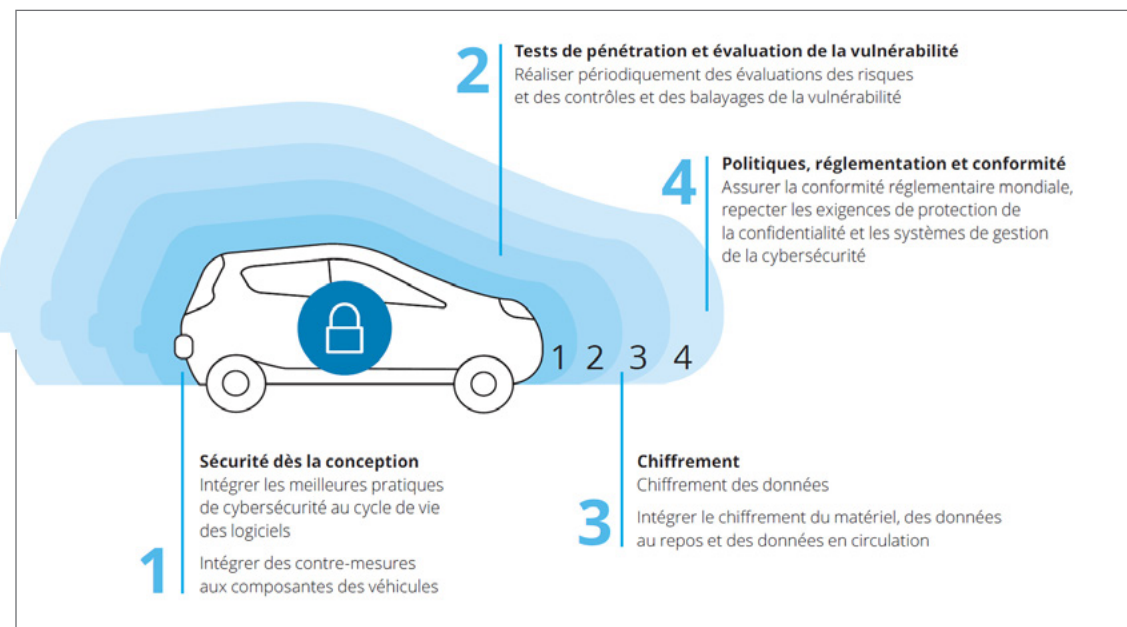 2
Tests de pénétration et évaluation de la vulnérabilité
Réaliser périodiquement des évaluations des risques
et des contrôles et des balayages de la vulnérabilité
4
Politiques, réglementation et conformité
Assurer la conformité réglementaire mondiale,
repecter les exigences de protection de
la confidentialité et les systèmes de gestion
de la cybersécurité
1 2 3 4
1
Sécurité dès la conception
Intégrer les meilleures pratiques
de cybersécurité au cycle de vie
des logiciels
Intégrer des contre-mesures
aux composantes des véhicules
3
Chiffrement
Chiffrement des données
Intégrer le chiffrement du matériel, des données
au repos et des données en circulation